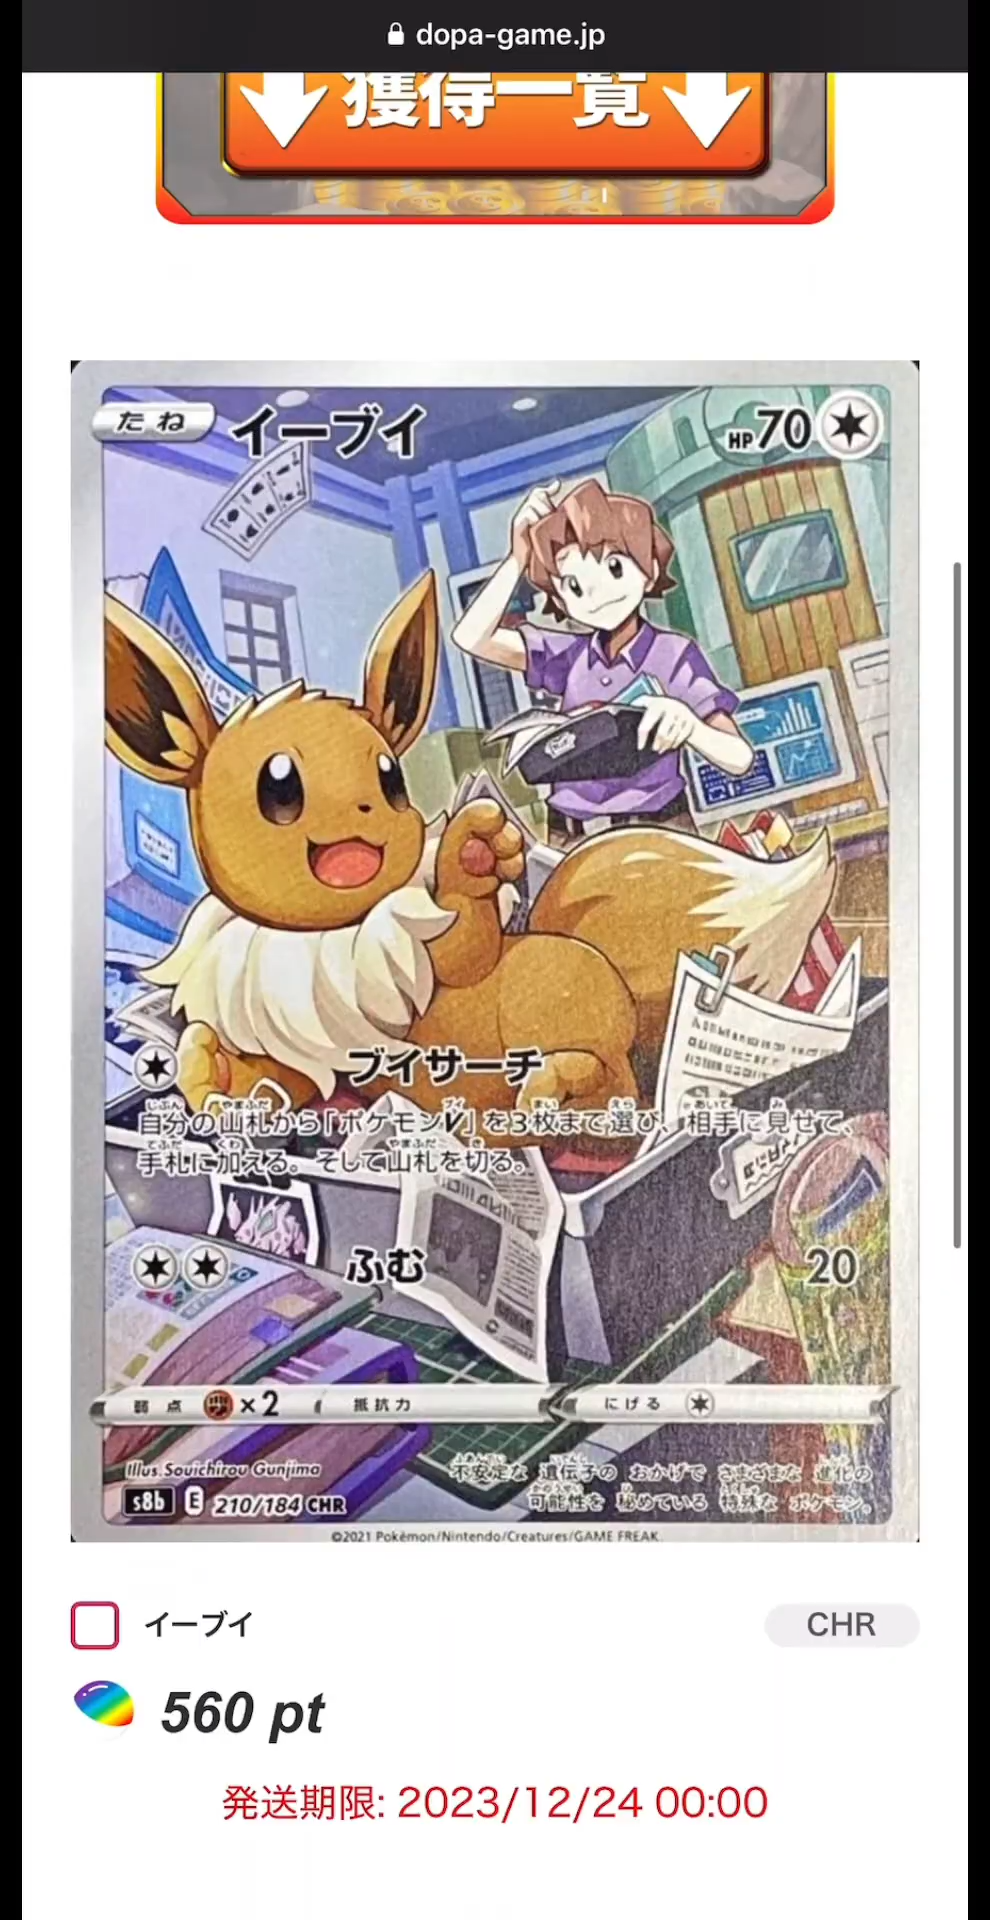 dopa-game.jp
獲得一覧
たね イーブイ HP70
ブイサーチ
自分の山札から「ポケモンV」を3枚まで選び、相手に見せて、
手札に加える。そして山札を切る。
ふむ 20
弱点 ×2 抵抗力 にげる
Illus. Souichirou Gunjima
不安定な 遺伝子の おかげで さまざまな 進化の
可能性を 秘めている 特殊な ポケモン。
s8b E 210/184 CHR
©2021 Pokémon/Nintendo/Creatures/GAME FREAK.
イーブイ CHR
560 pt
発送期限: 2023/12/24 00:00